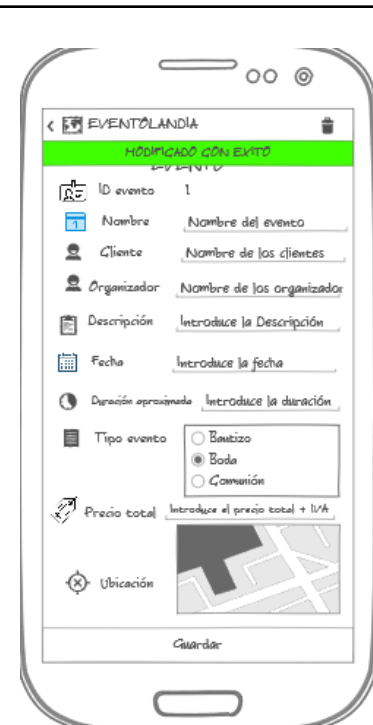 EVENTOLANDIA
MODIFICADO CON EXITO
EVENTO
ID evento 1
Nombre Nombre del evento
Cliente Nombre de los clientes
Organizador Nombre de los organizador
Descripción Introduce la Descripción
Fecha Introduce la fecha
Duración aproximada Introduce la duración
Tipo evento Bautizo
Boda
Comunión
Precio total Introduce el precio total + IVA
Ubicación
Guardar